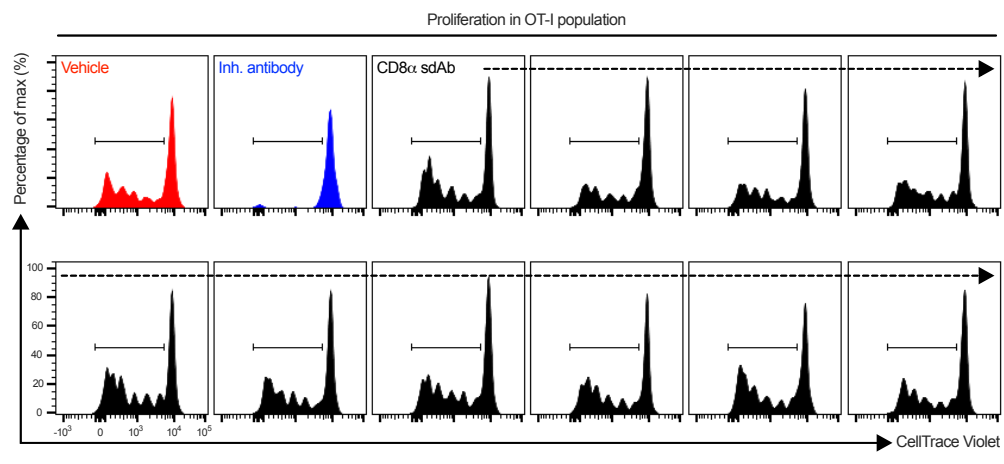 Proliferation in OT-I population
Percentage of max (%)
Vehicle
Inh. antibody
CD8α sdAb
100
80
60
40
20
0
-10³ 0 10³ 10⁴ 10⁵
CellTrace Violet